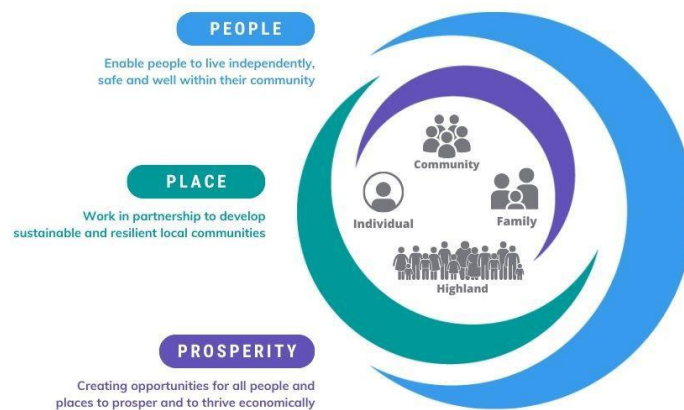 PEOPLE
Enable people to live independently,
safe and well within their community
PLACE
Work in partnership to develop
sustainable and resilient local communities
PROSPERITY
Creating opportunities for all people and
places to prosper and to thrive economically
Community
Individual
Family
Highland